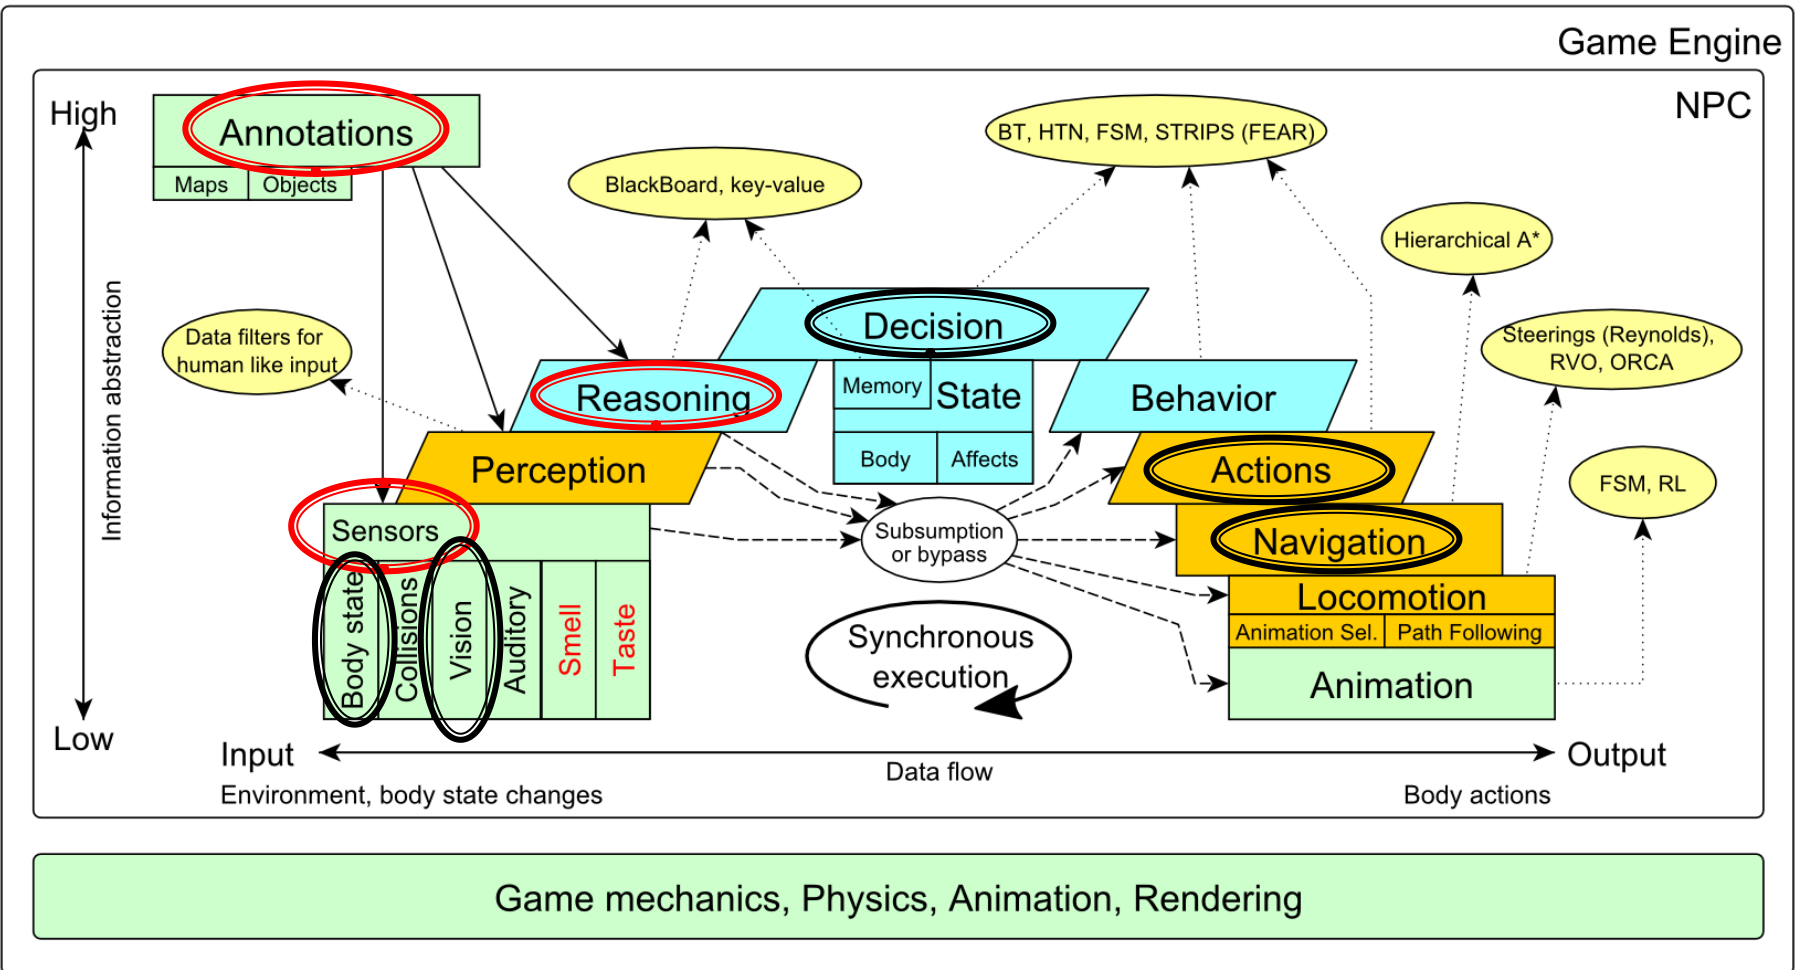 Game Engine
NPC
High
Annotations
Maps
Objects
BT, HTN, FSM, STRIPS (FEAR)
BlackBoard, key-value
Hierarchical A*
Information abstraction
Data filters for
human like input
Decision
Steerings (Reynolds),
RVO, ORCA
Reasoning
Memory
State
Behavior
Perception
Body
Affects
Actions
FSM, RL
Sensors
Subsumption
or bypass
Navigation
Body state
Collisions
Vision
Auditory
Smell
Taste
Locomotion
Animation Sel.
Path Following
Synchronous
execution
Animation
Low
Input
Output
Data flow
Environment, body state changes
Body actions
Game mechanics, Physics, Animation, Rendering